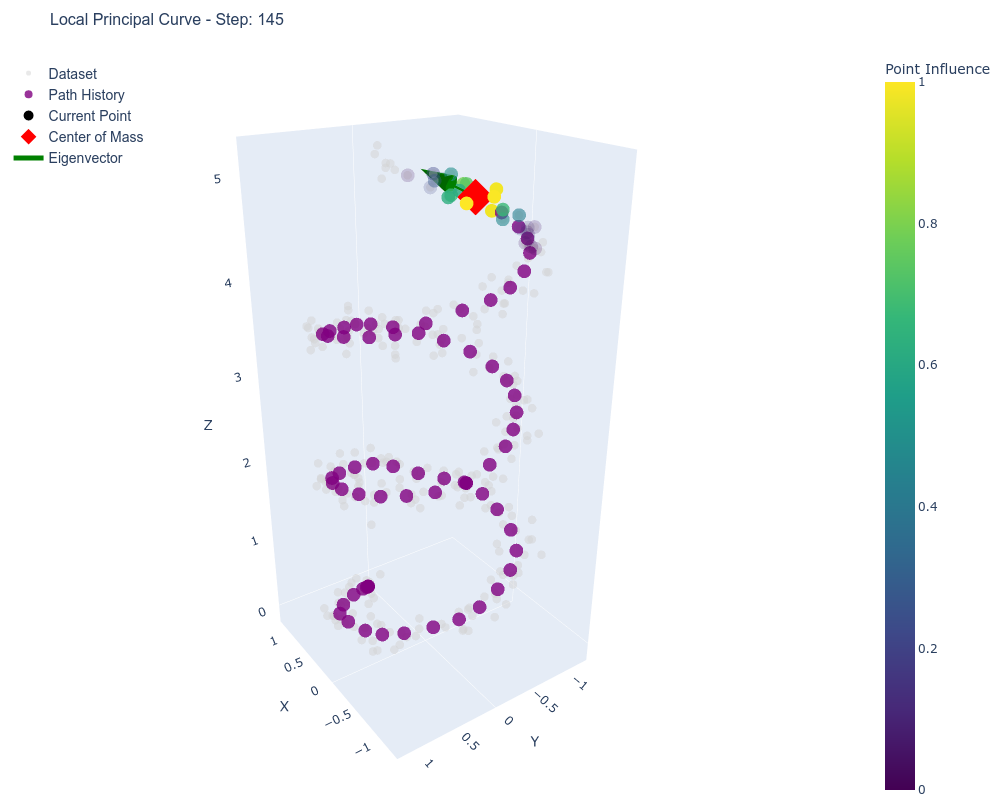 Local Principal Curve - Step: 145
Dataset
Path History
Current Point
Center of Mass
Eigenvector
Point Influence
1
0.8
0.6
0.4
0.2
0
5
4
3
Z
2
1
0
1
0.5
0
X
−0.5
−1
−1
−0.5
0
Y
0.5
1